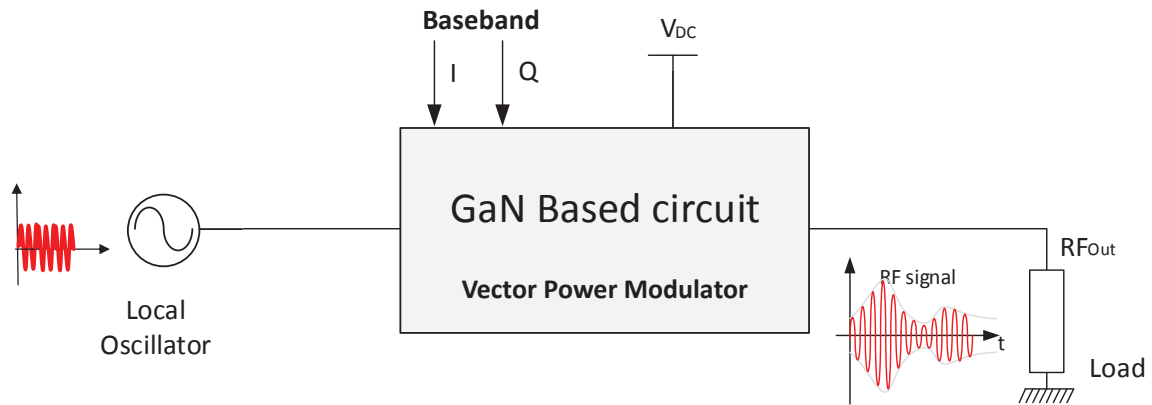 Baseband
I
Q
VDC
GaN Based circuit
Vector Power Modulator
Local
Oscillator
RF signal
t
RFOut
Load